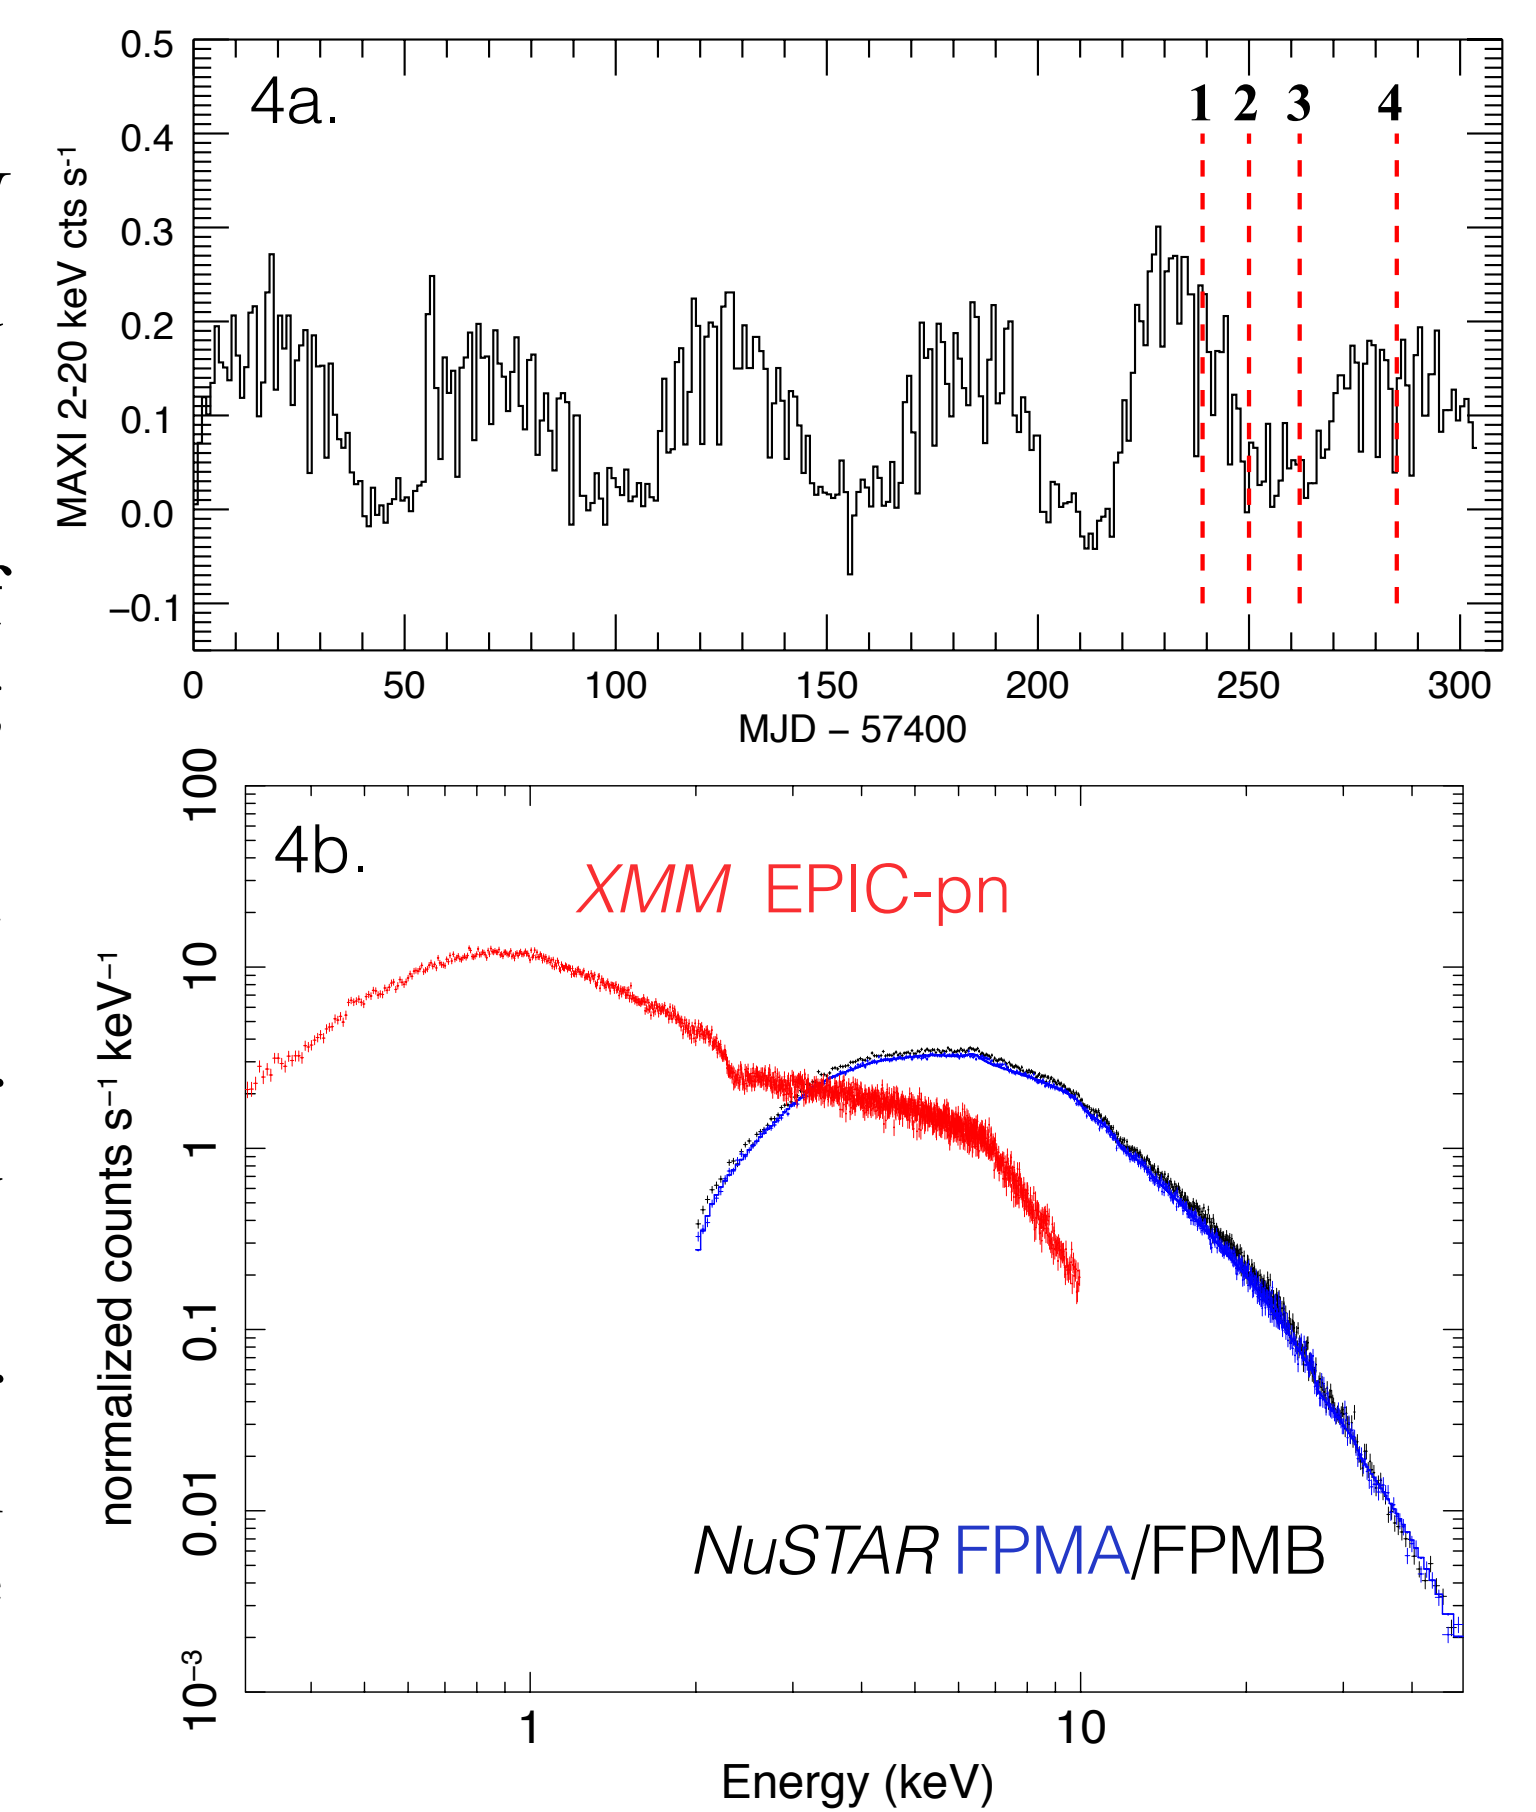 4a.
1 2 3 4
0.5
0.4
0.3
0.2
0.1
0.0
−0.1
MAXI 2-20 keV cts s-1
0 50 100 150 200 250 300
MJD − 57400
4b.
XMM EPIC-pn
100
10
1
0.1
0.01
10−3
normalized counts s−1 keV−1
NuSTAR FPMA/FPMB
1 10
Energy (keV)